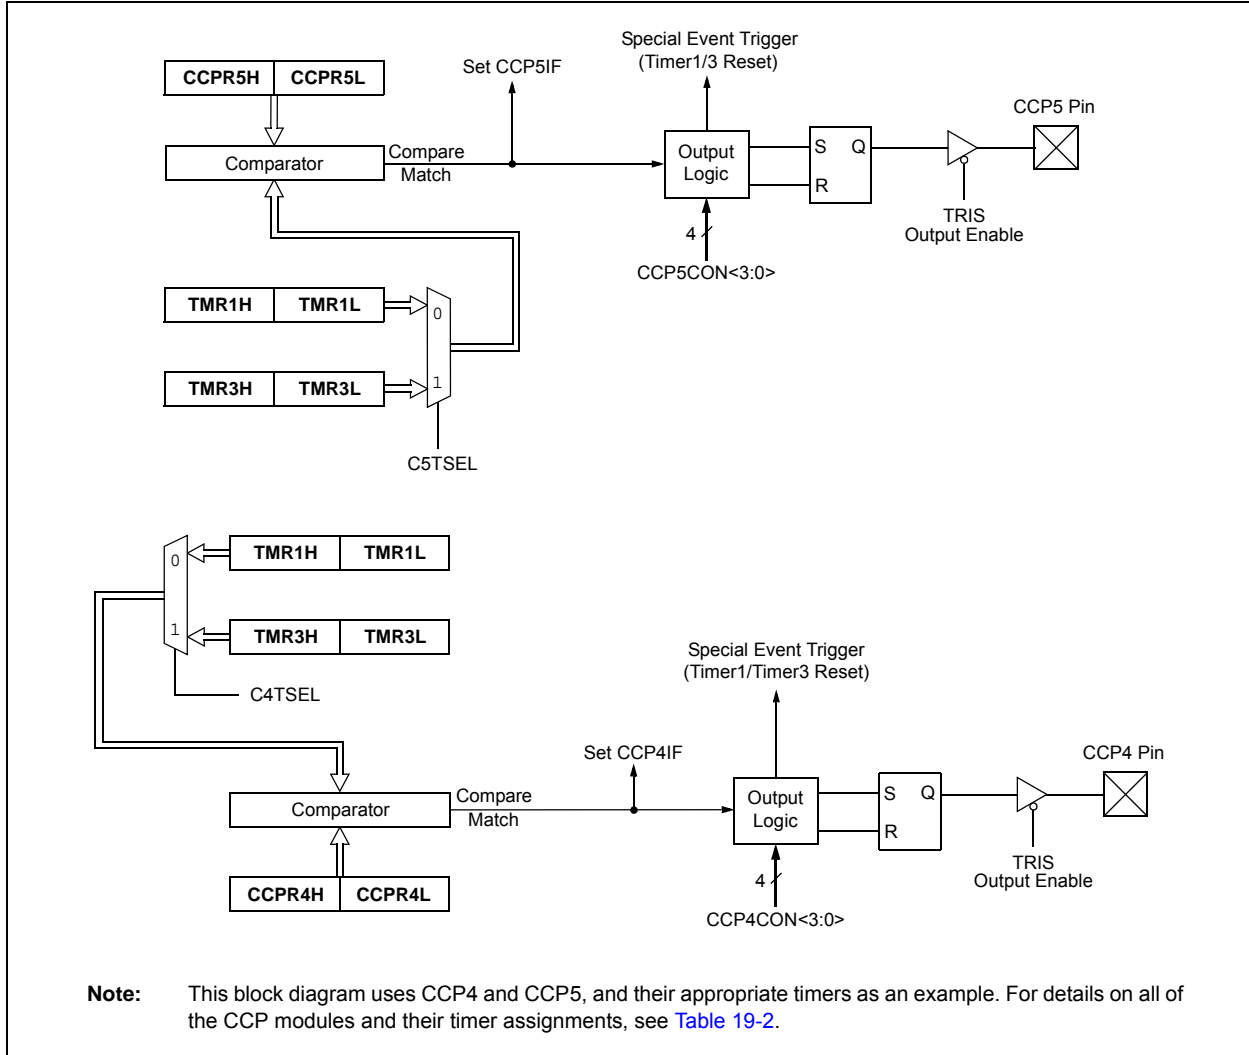 Special Event Trigger
(Timer1/3 Reset)
Set CCP5IF
CCPR5H CCPR5L
CCP5 Pin
Comparator
Compare
Match
Output
Logic
S Q
R
TRIS
Output Enable
4
CCP5CON<3:0>
TMR1H TMR1L
0
TMR3H TMR3L
1
C5TSEL
0
TMR1H TMR1L
1
TMR3H TMR3L
C4TSEL
Special Event Trigger
(Timer1/Timer3 Reset)
Set CCP4IF
CCP4 Pin
Comparator
Compare
Match
Output
Logic
S Q
R
TRIS
Output Enable
4
CCPR4H CCPR4L
CCP4CON<3:0>
Note: This block diagram uses CCP4 and CCP5, and their appropriate timers as an example. For details on all of
the CCP modules and their timer assignments, see Table 19-2.